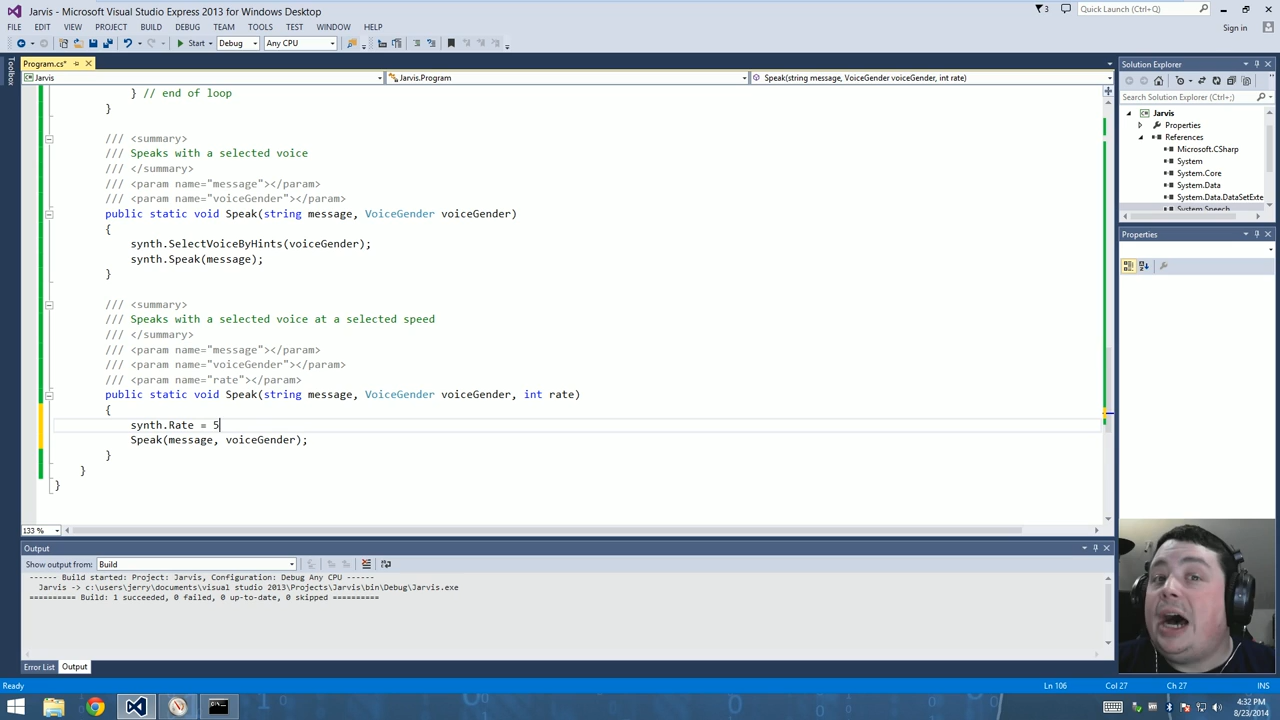 Jarvis - Microsoft Visual Studio Express 2013 for Windows Desktop
3
Quick Launch (Ctrl+Q)
FILE EDIT VIEW PROJECT BUILD DEBUG TEAM TOOLS TEST WINDOW HELP
Sign in
Start Debug Any CPU
Toolbox
Program.cs*
Jarvis
Jarvis.Program
Speak(string message, VoiceGender voiceGender, int rate)
} // end of loop
}
/// <summary>
/// Speaks with a selected voice
/// </summary>
/// <param name="message"></param>
/// <param name="voiceGender"></param>
public static void Speak(string message, VoiceGender voiceGender)
{
synth.SelectVoiceByHints(voiceGender);
synth.Speak(message);
}
/// <summary>
/// Speaks with a selected voice at a selected speed
/// </summary>
/// <param name="message"></param>
/// <param name="voiceGender"></param>
/// <param name="rate"></param>
public static void Speak(string message, VoiceGender voiceGender, int rate)
{
synth.Rate = 5
Speak(message, voiceGender);
}
}
}
133 %
Output
Show output from: Build
------ Build started: Project: Jarvis, Configuration: Debug Any CPU ------
Jarvis -> c:\users\jerry\documents\visual studio 2013\Projects\Jarvis\bin\Debug\Jarvis.exe
========== Build: 1 succeeded, 0 failed, 0 up-to-date, 0 skipped ==========
Error List Output
Solution Explorer
Search Solution Explorer (Ctrl+;)
Jarvis
Properties
References
Microsoft.CSharp
System
System.Core
System.Data
System.Data.DataSetExte
System.Speech
Properties
Ready
Ln 106
Col 27
Ch 27
INS
4:32 PM
8/23/2014